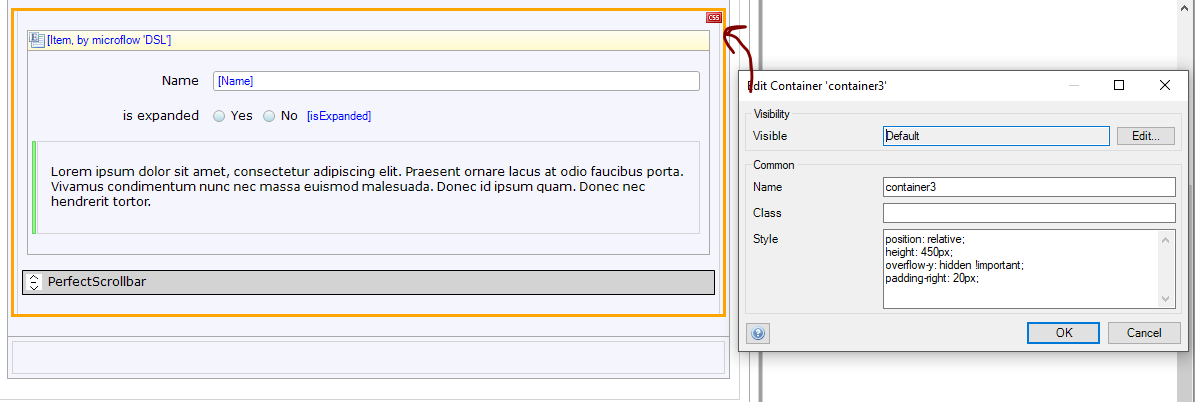 CSS
[Item, by microflow 'DSL']
Name [Name]
is expanded Yes No [isExpanded]
Lorem ipsum dolor sit amet, consectetur adipiscing elit. Praesent ornare lacus at odio faucibus porta.
Vivamus condimentum nunc nec massa euismod malesuada. Donec id ipsum quam. Donec nec
hendrerit tortor.
PerfectScrollbar
Edit Container 'container3'
Visibility
Visible Default Edit...
Common
Name container3
Class
Style position: relative;
height: 450px;
overflow-y: hidden !important;
padding-right: 20px;
? OK Cancel